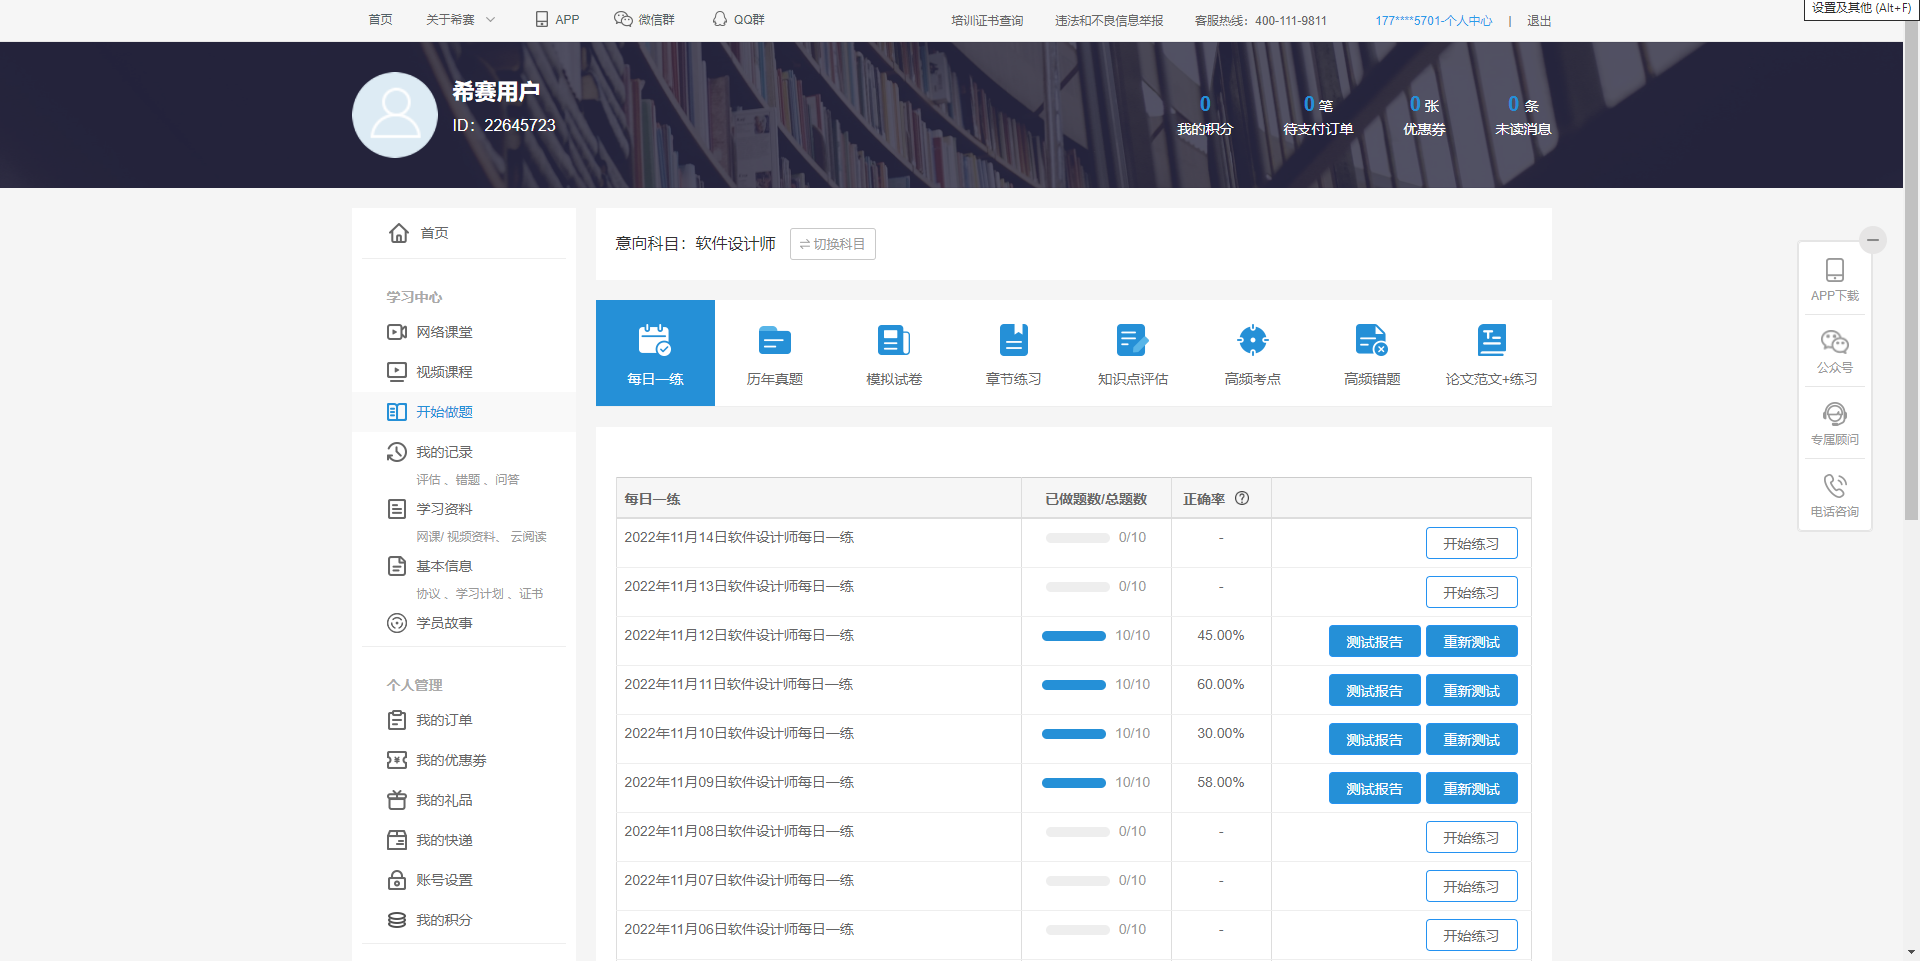 首页 关于希赛 APP 微信群 QQ群 培训证书查询 违法和不良信息举报 客服热线：400-111-9811 177****5701-个人中心 | 退出
设置及其他 (Alt+F)
希赛用户
ID：22645723
0 0 笔 0 张 0 条
我的积分 待支付订单 优惠券 未读消息
首页
学习中心
网络课堂
视频课程
开始做题
我的记录
评估 、错题 、问答
学习资料
网课/ 视频资料、 云阅读
基本信息
协议 、学习计划 、证书
学员故事
个人管理
我的订单
我的优惠券
我的礼品
我的快递
账号设置
我的积分
意向科目：软件设计师 切换科目
每日一练 历年真题 模拟试卷 章节练习 知识点评估 高频考点 高频错题 论文范文+练习
每日一练 已做题数/总题数 正确率
2022年11月14日软件设计师每日一练 0/10 - 开始练习
2022年11月13日软件设计师每日一练 0/10 - 开始练习
2022年11月12日软件设计师每日一练 10/10 45.00% 测试报告 重新测试
2022年11月11日软件设计师每日一练 10/10 60.00% 测试报告 重新测试
2022年11月10日软件设计师每日一练 10/10 30.00% 测试报告 重新测试
2022年11月09日软件设计师每日一练 10/10 58.00% 测试报告 重新测试
2022年11月08日软件设计师每日一练 0/10 - 开始练习
2022年11月07日软件设计师每日一练 0/10 - 开始练习
2022年11月06日软件设计师每日一练 0/10 - 开始练习
APP下载
公众号
专属顾问
电话咨询